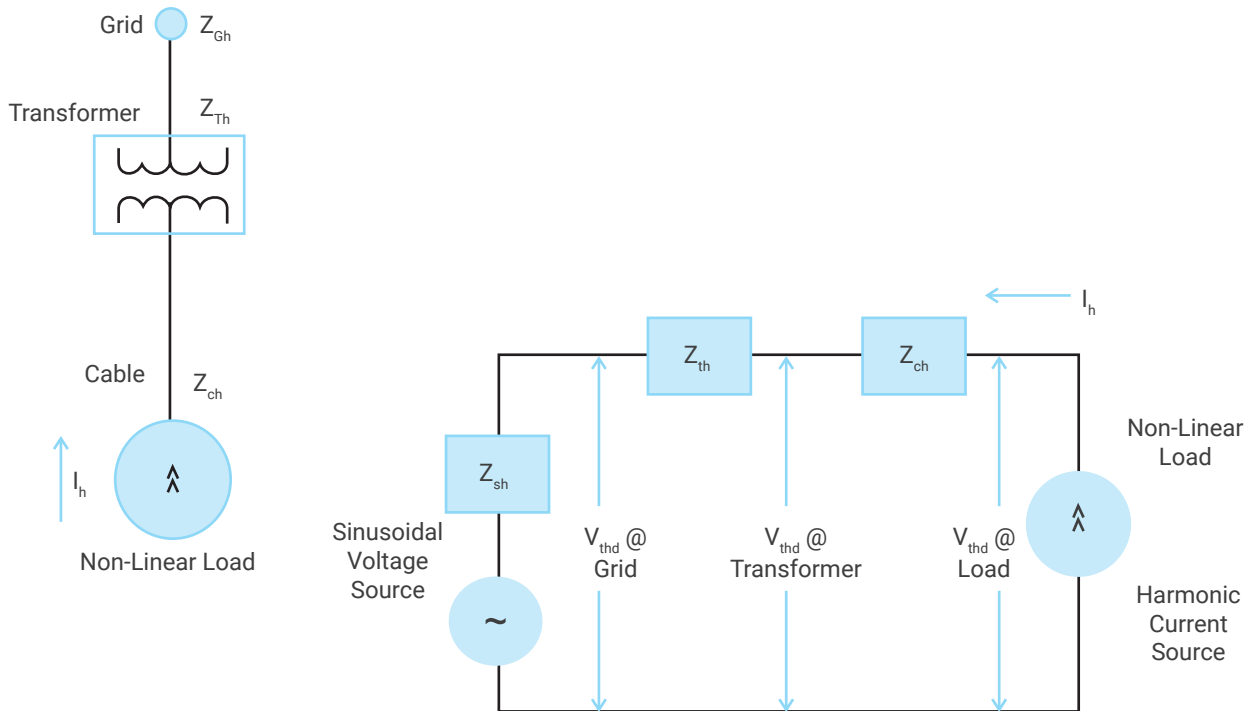 Grid
Z_Gh
Transformer
Z_Th
Cable
Z_ch
I_h
Non-Linear Load
I_h
Z_th
Z_ch
Z_sh
Non-Linear
Load
Sinusoidal
Voltage
Source
~
V_thd @
Grid
V_thd @
Transformer
V_thd @
Load
Harmonic
Current
Source